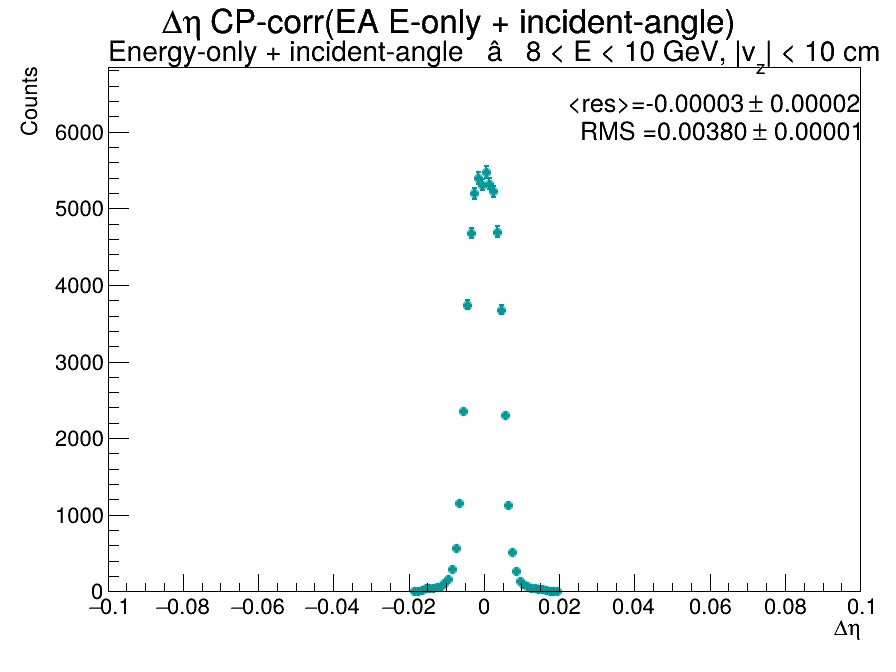 Δη CP-corr(EA E-only + incident-angle)
Energy-only + incident-angle â 8 < E < 10 GeV, |v_z| < 10 cm
Counts
<res>=-0.00003 ± 0.00002
RMS =0.00380 ± 0.00001
6000
5000
4000
3000
2000
1000
0
−0.1 −0.08 −0.06 −0.04 −0.02 0 0.02 0.04 0.06 0.08 0.1
Δη